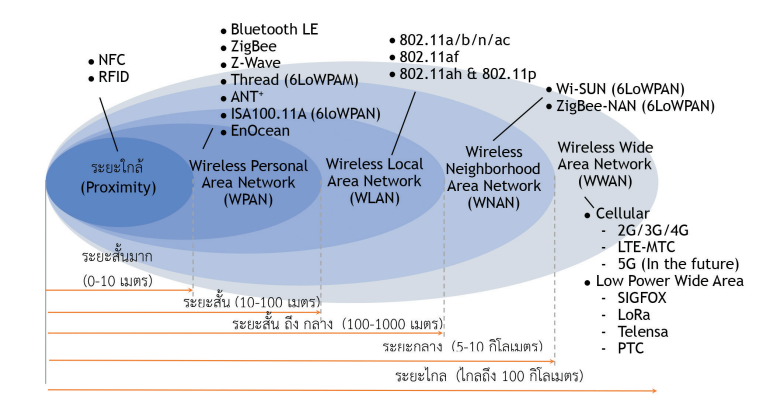 • NFC
• RFID
• Bluetooth LE
• ZigBee
• Z-Wave
• Thread (6LoWPAM)
• ANT⁺
• ISA100.11A (6loWPAN)
• EnOcean
• 802.11a/b/n/ac
• 802.11af
• 802.11ah & 802.11p
• Wi-SUN (6LoWPAN)
• ZigBee-NAN (6LoWPAN)
ระยะใกล้
(Proximity)
Wireless Personal
Area Network
(WPAN)
Wireless Local
Area Network
(WLAN)
Wireless
Neighborhood
Area Network
(WNAN)
Wireless Wide
Area Network
(WWAN)
• Cellular
- 2G/3G/4G
- LTE-MTC
- 5G (In the future)
• Low Power Wide Area
- SIGFOX
- LoRa
- Telensa
- PTC
ระยะสั้นมาก
(0-10 เมตร)
ระยะสั้น (10-100 เมตร)
ระยะสั้น ถึง กลาง (100-1000 เมตร)
ระยะกลาง (5-10 กิโลเมตร)
ระยะไกล (ไกลถึง 100 กิโลเมตร)